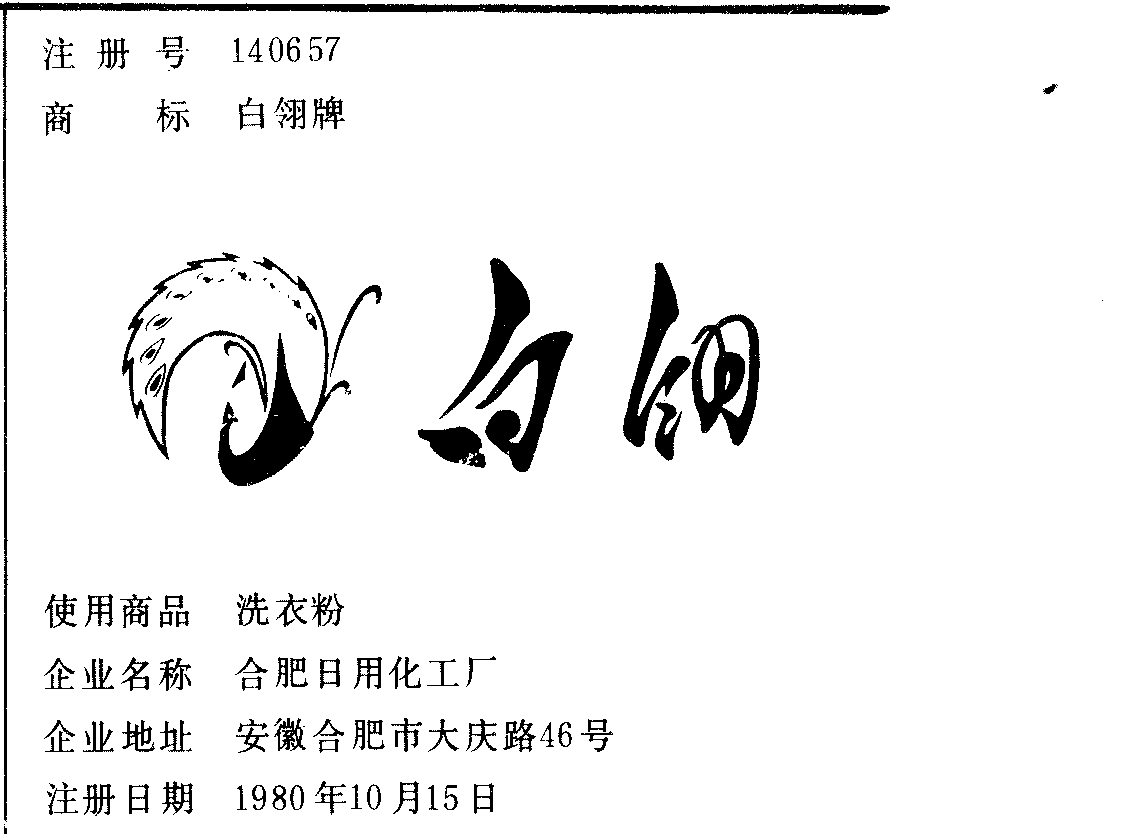 注册号 140657
商标 白翎牌
白翎
使用商品 洗衣粉
企业名称 合肥日用化工厂
企业地址 安徽合肥市大庆路46号
注册日期 1980年10月15日